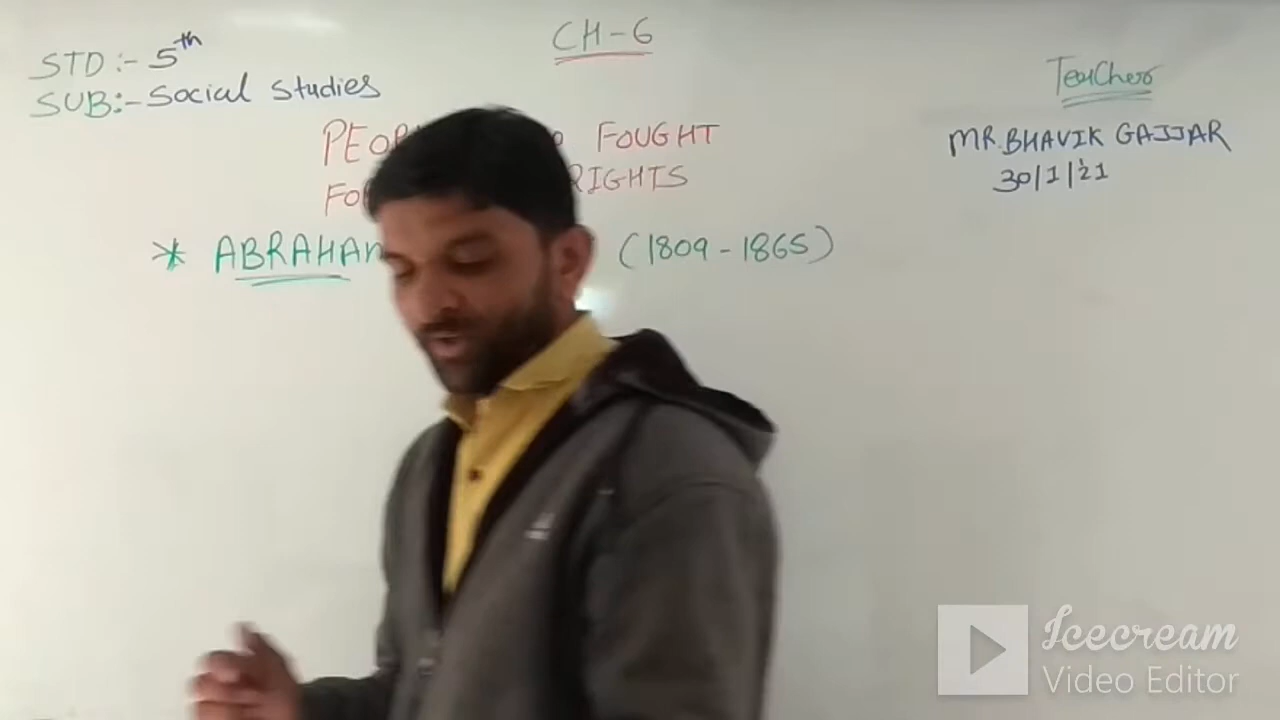 CH-6
STD:- 5th
SUB:- Social Studies
Teacher
MR. BHAVIK GAJJAR
30/1/21
FOUGHT
RIGHTS
* ABRAHAM (1809-1865)
Icecream
Video Editor